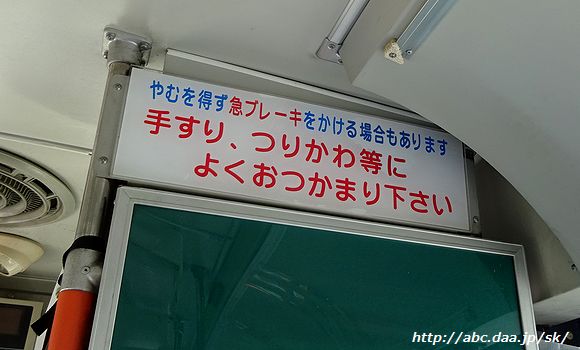 やむを得ず急ブレーキをかける場合もあります
手すり、つりかわ等に
よくおつかまり下さい
http://abc.daa.jp/sk/